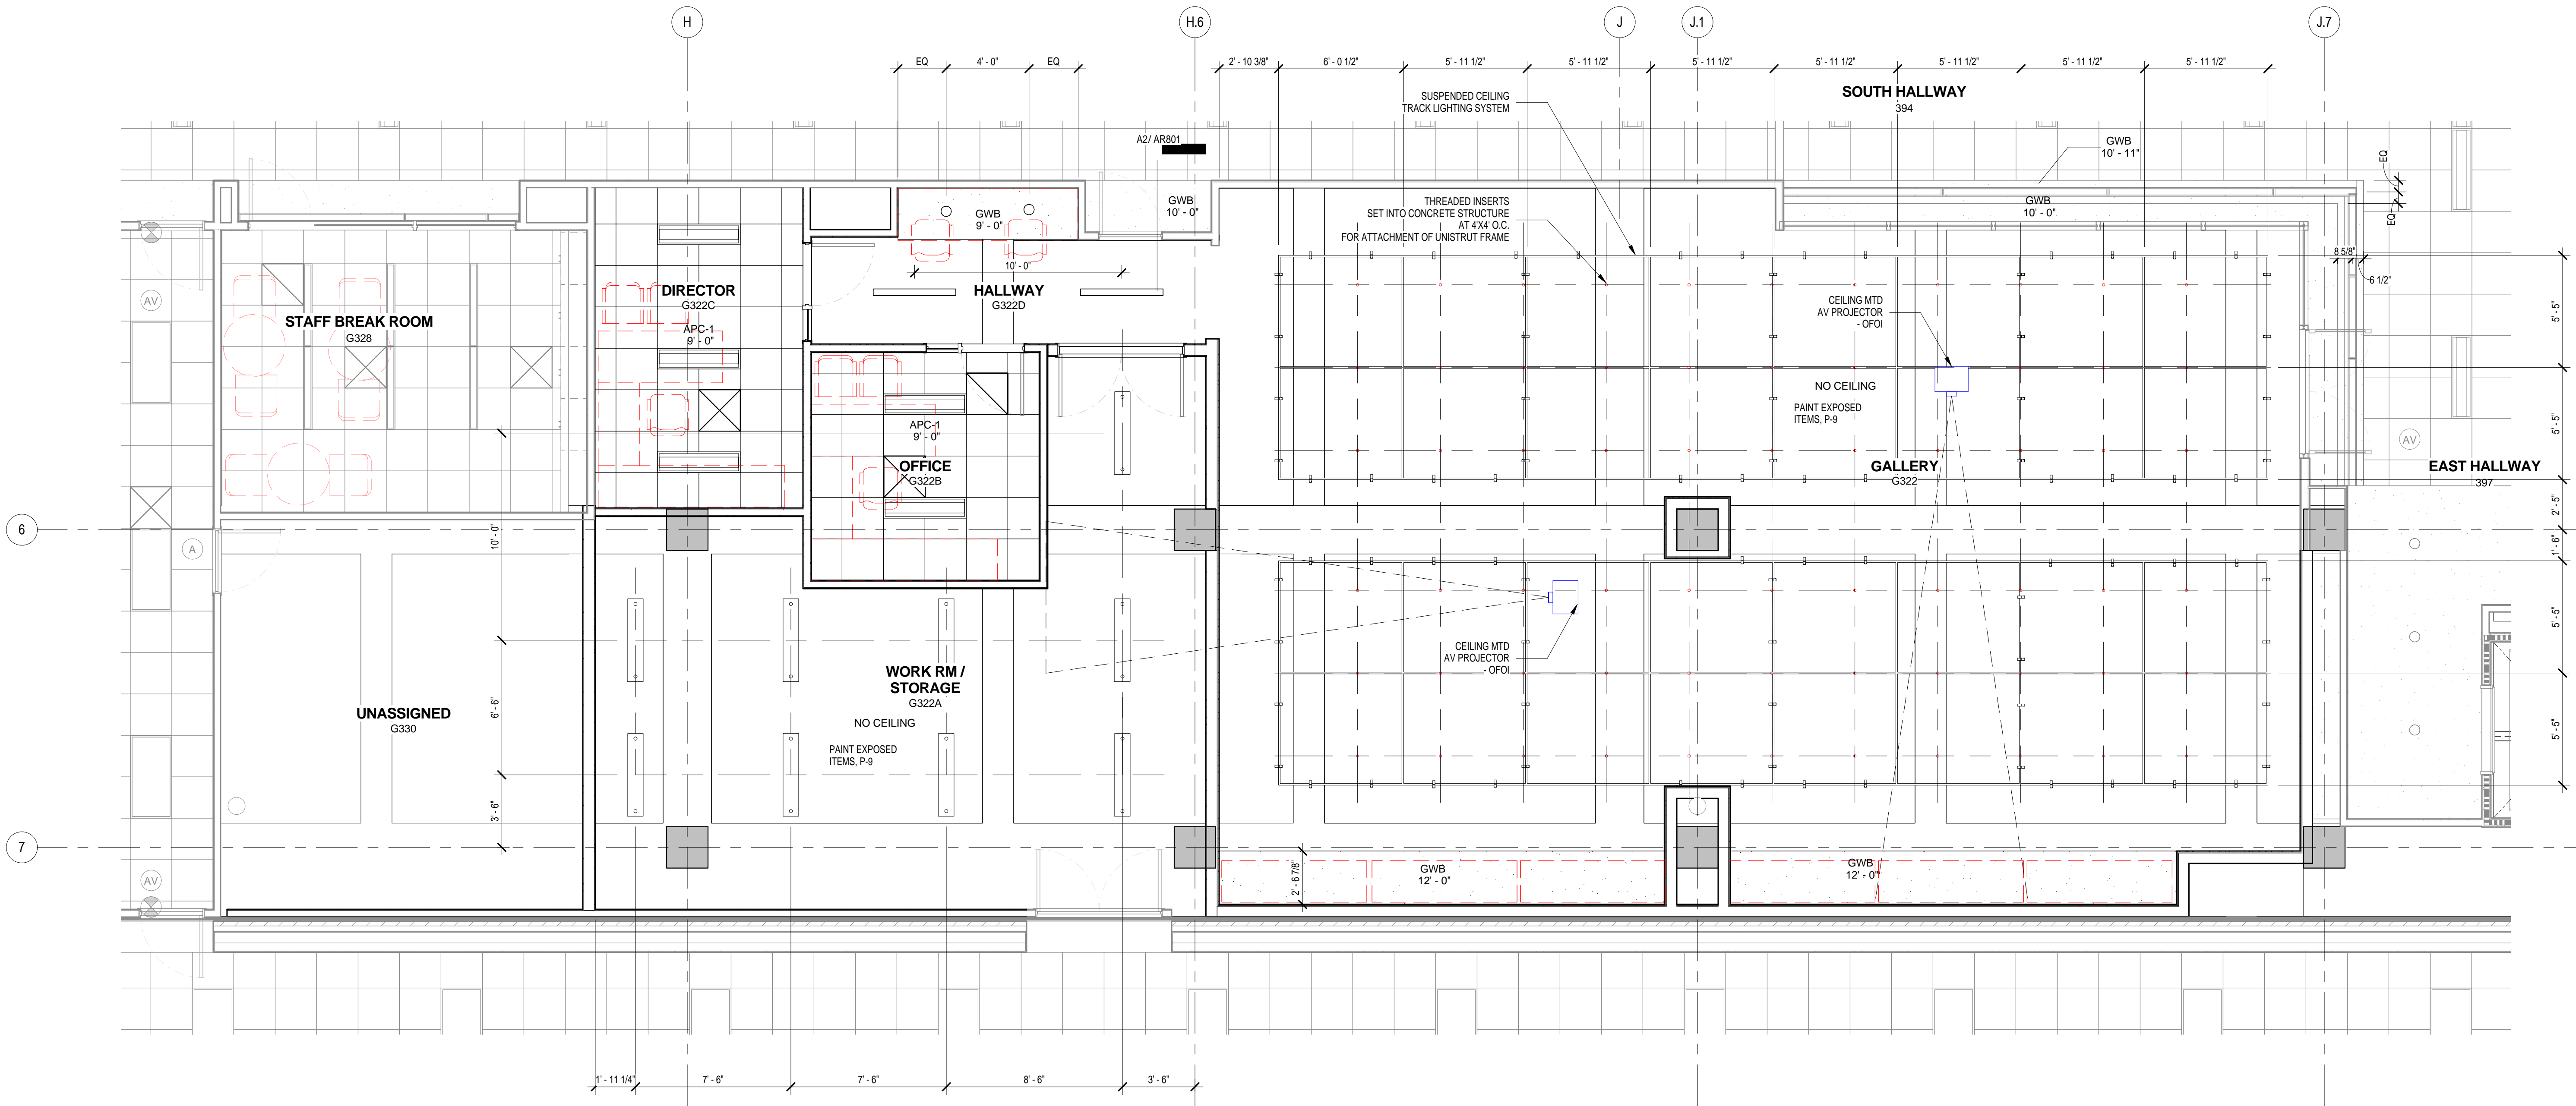 H
H.6
J
J.1
J.7
EQ
4' - 0"
EQ
2' - 10 3/8"
6' - 0 1/2"
5' - 11 1/2"
5' - 11 1/2"
5' - 11 1/2"
5' - 11 1/2"
5' - 11 1/2"
5' - 11 1/2"
5' - 11 1/2"
SUSPENDED CEILING
TRACK LIGHTING SYSTEM
SOUTH HALLWAY
394
A2/ AR801
GWB
10' - 11"
EQ
EQ
GWB
10' - 0"
GWB
9' - 0"
THREADED INSERTS
SET INTO CONCRETE STRUCTURE
AT 4'X4' O.C.
FOR ATTACHMENT OF UNISTRUT FRAME
GWB
10' - 0"
8 5/8"
6 1/2"
10' - 0"
AV
STAFF BREAK ROOM
G328
DIRECTOR
G322C
APC-1
9' - 0"
HALLWAY
G322D
CEILING MTD
AV PROJECTOR
- OFOI
5' - 5"
NO CEILING
PAINT EXPOSED
ITEMS, P-9
5' - 5"
APC-1
9' - 0"
OFFICE
G322B
GALLERY
G322
AV
EAST HALLWAY
397
2' - 5"
6
A
10' - 0"
1' - 6"
5' - 5"
CEILING MTD
AV PROJECTOR
- OFOI
UNASSIGNED
G330
6' - 6"
WORK RM /
STORAGE
G322A
NO CEILING
PAINT EXPOSED
ITEMS, P-9
5' - 5"
3' - 6"
7
AV
2' - 6 7/8"
GWB
12' - 0"
GWB
12' - 0"
1' - 11 1/4"
7' - 6"
7' - 6"
8' - 6"
3' - 6"